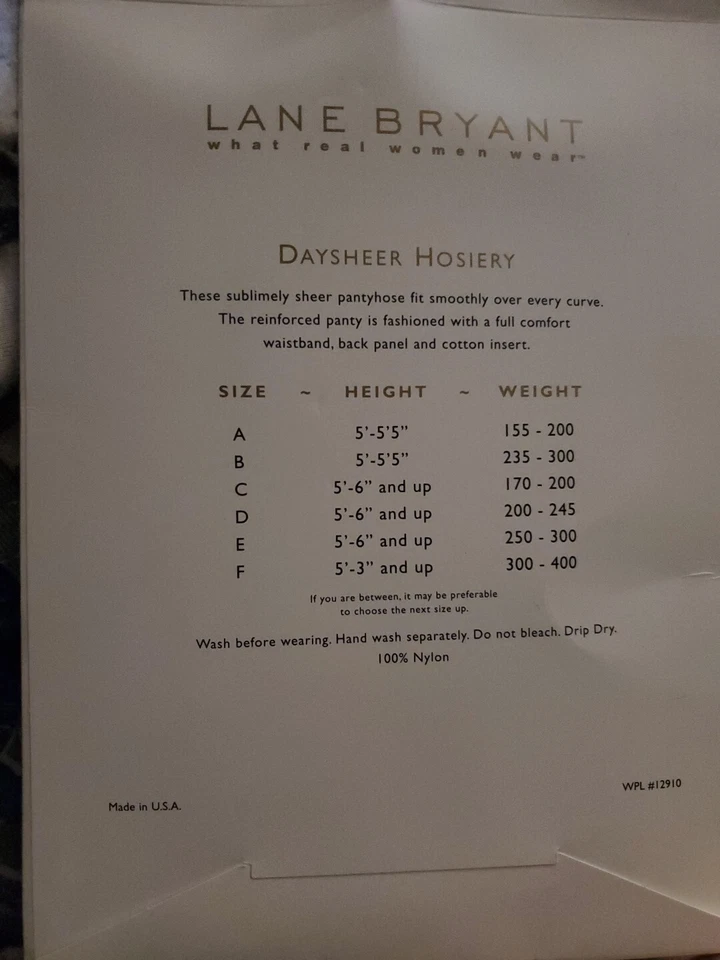 LANE BRYANT
what real women wear™
DAYSHEER HOSIERY
These sublimely sheer pantyhose fit smoothly over every curve.
The reinforced panty is fashioned with a full comfort
waistband, back panel and cotton insert.
SIZE ~ HEIGHT ~ WEIGHT
A 5'-5'5" 155 - 200
B 5'-5'5" 235 - 300
C 5'-6" and up 170 - 200
D 5'-6" and up 200 - 245
E 5'-6" and up 250 - 300
F 5'-3" and up 300 - 400
If you are between, it may be preferable
to choose the next size up.
Wash before wearing. Hand wash separately. Do not bleach. Drip Dry.
100% Nylon
WPL #12910
Made in U.S.A.